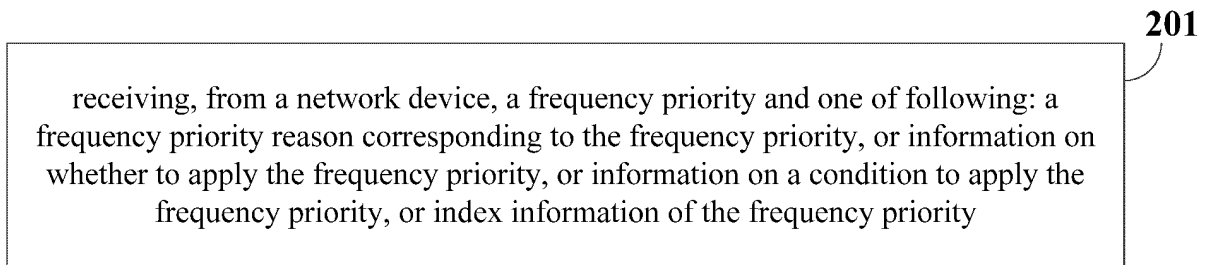 201
receiving, from a network device, a frequency priority and one of following: a
frequency priority reason corresponding to the frequency priority, or information on
whether to apply the frequency priority, or information on a condition to apply the
frequency priority, or index information of the frequency priority